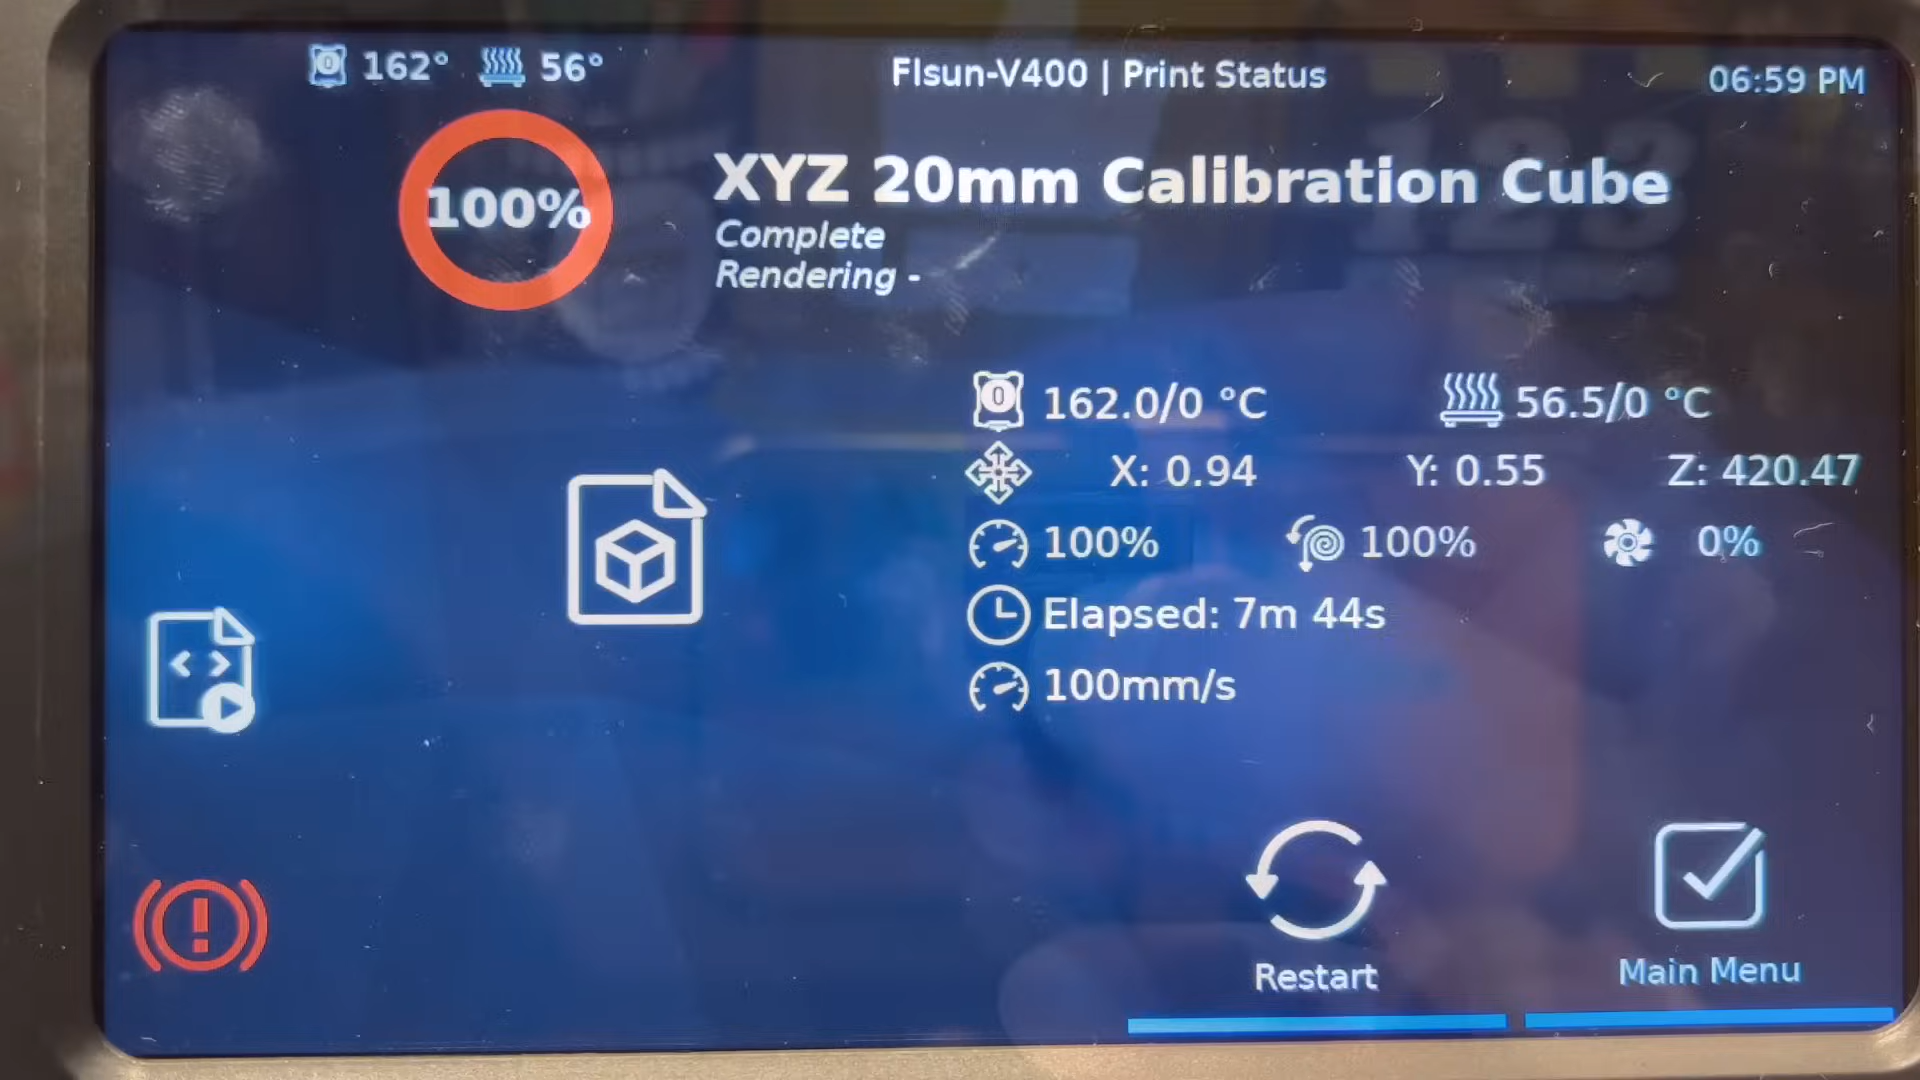 162° 56° Flsun-V400 | Print Status 06:59 PM
100%
XYZ 20mm Calibration Cube
Complete
Rendering -
0 162.0/0 °C 56.5/0 °C
X: 0.94 Y: 0.55 Z: 420.47
100% 100% 0%
Elapsed: 7m 44s
100mm/s
Restart Main Menu